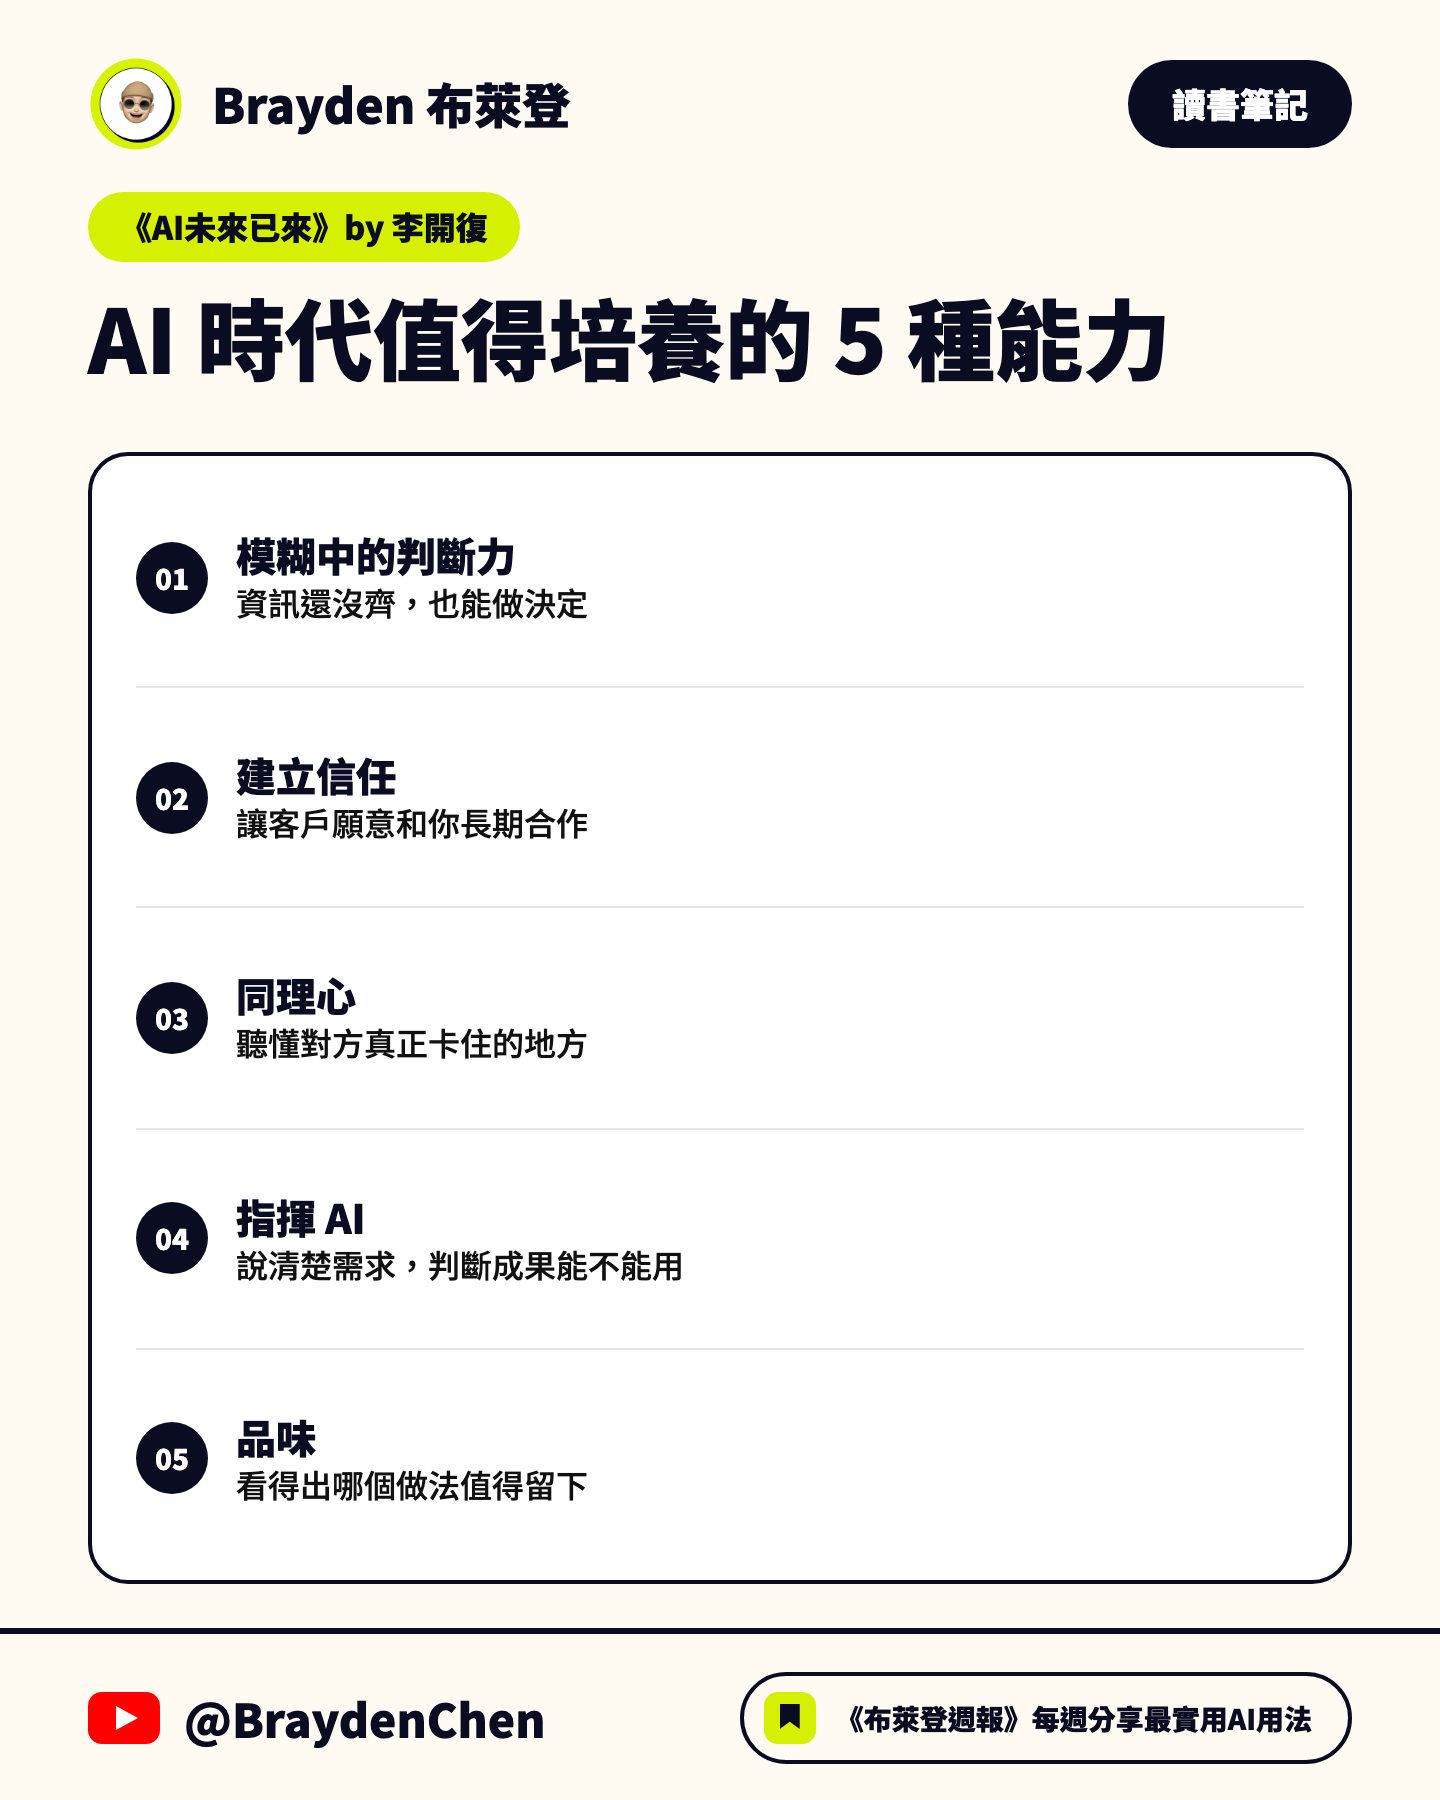 Brayden 布萊登
讀書筆記
《AI未來已來》by 李開復
AI 時代值得培養的 5 種能力
01
模糊中的判斷力
資訊還沒齊，也能做決定
02
建立信任
讓客戶願意和你長期合作
03
同理心
聽懂對方真正卡住的地方
04
指揮 AI
說清楚需求，判斷成果能不能用
05
品味
看得出哪個做法值得留下
@BraydenChen
《布萊登週報》每週分享最實用AI用法